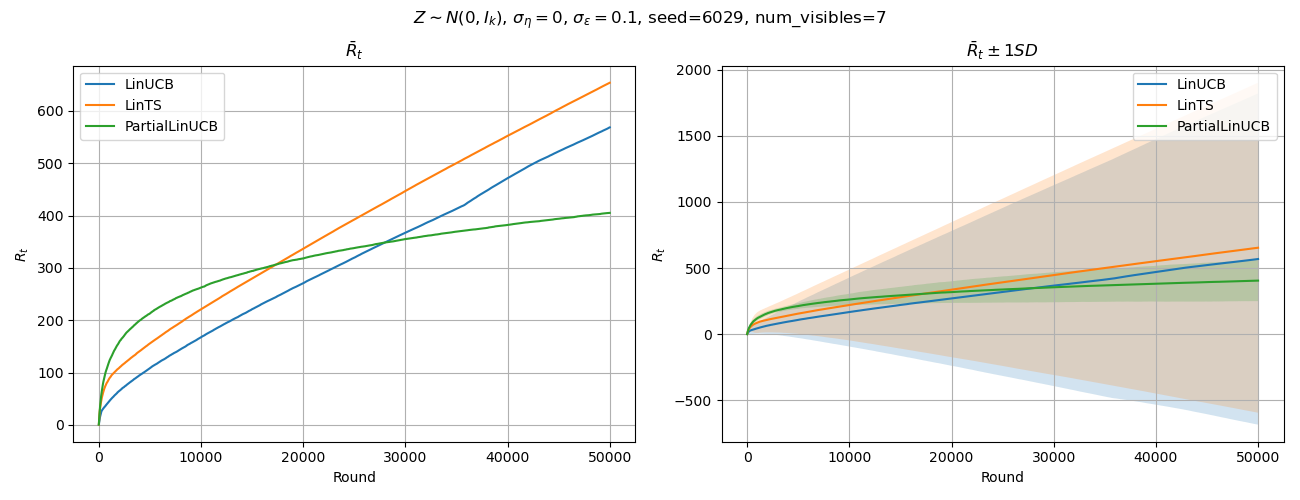 Z ~ N(0, I_k), σ_η = 0, σ_ε = 0.1, seed=6029, num_visibles=7
R̄_t
R̄_t ± 1SD
LinUCB
LinTS
PartialLinUCB
R_t
600
500
400
300
200
100
0
0 10000 20000 30000 40000 50000
Round
LinUCB
LinTS
PartialLinUCB
R_t
2000
1500
1000
500
0
−500
0 10000 20000 30000 40000 50000
Round